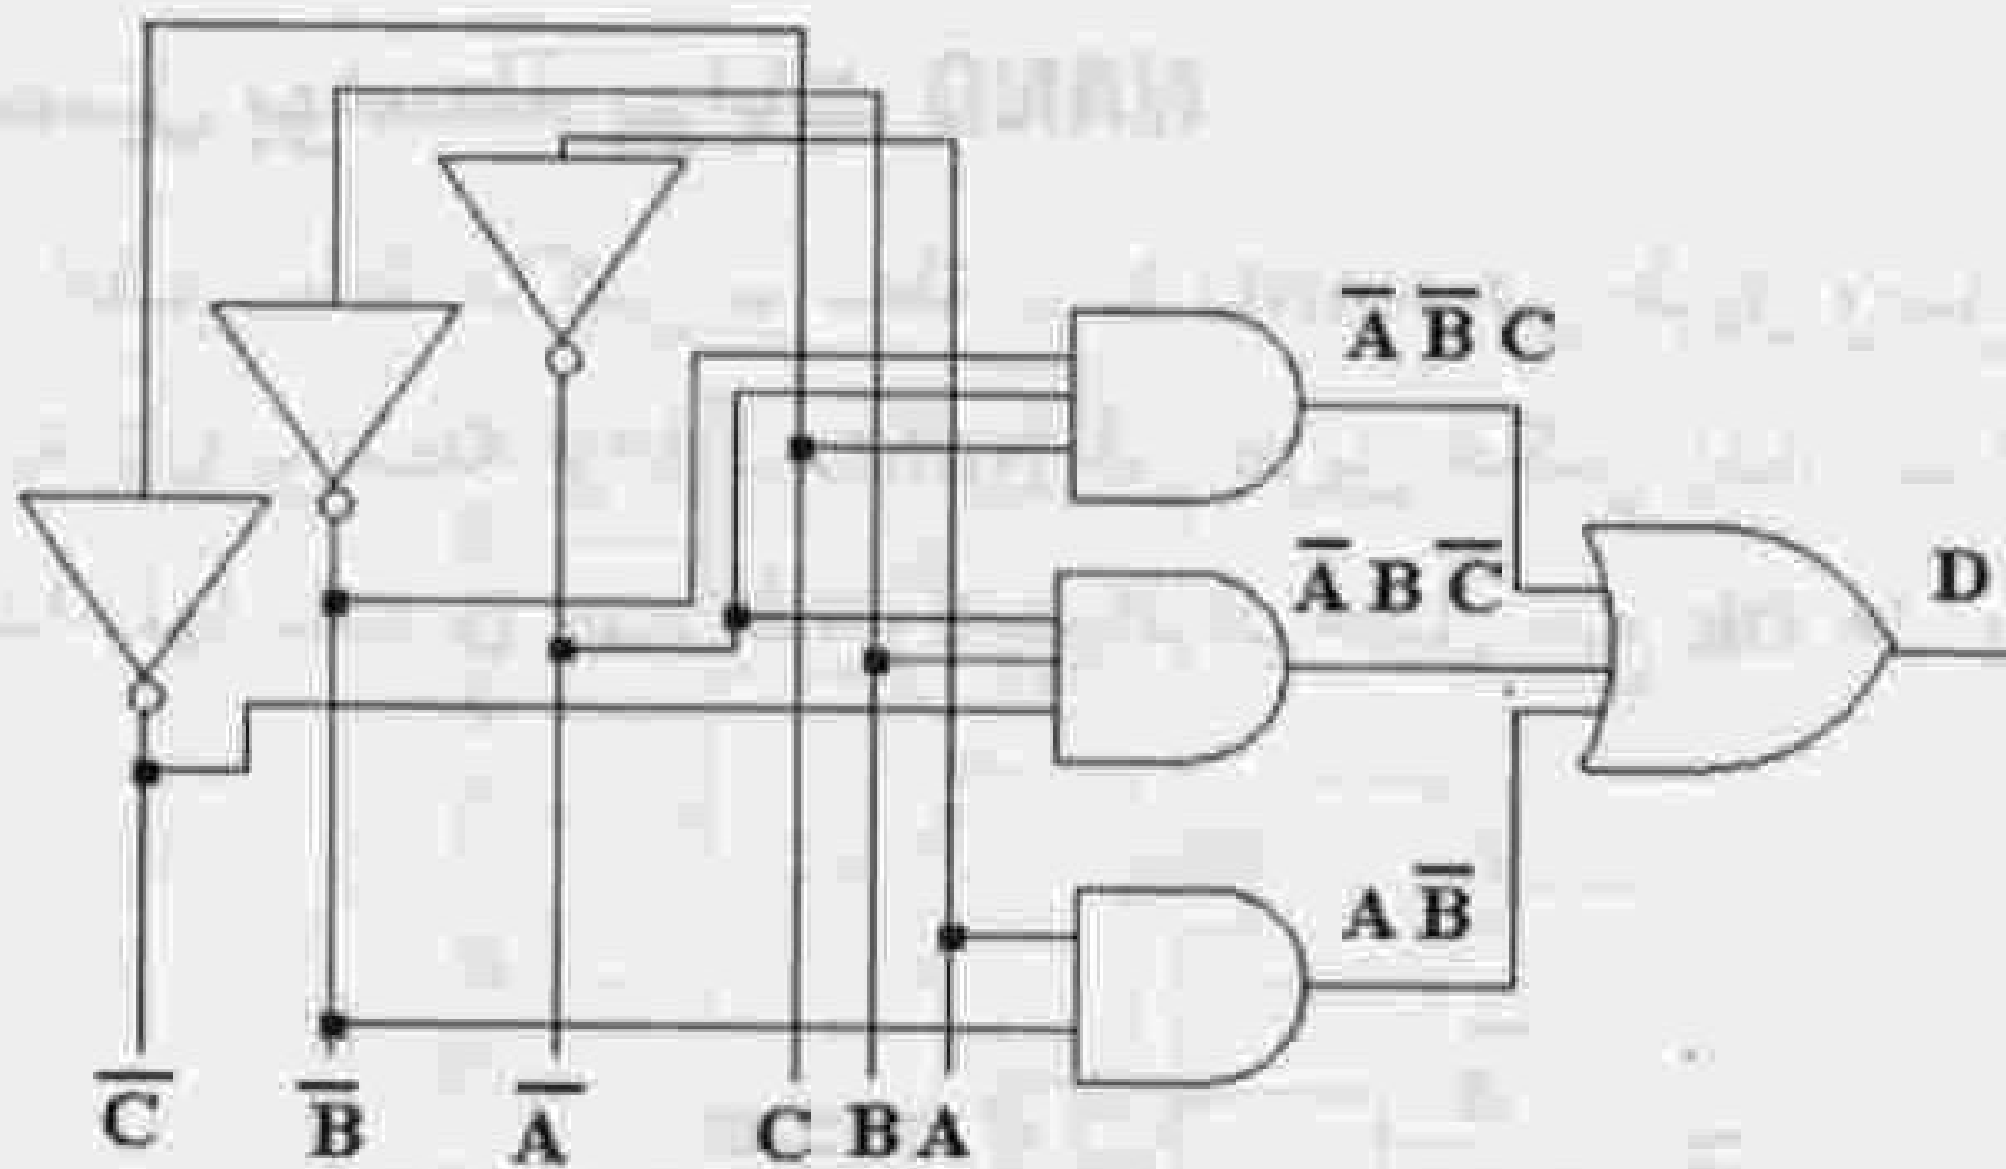 A̅ B̅ C
A̅ B C̅
D
A B̅
C̅ B̅ A̅ C B A